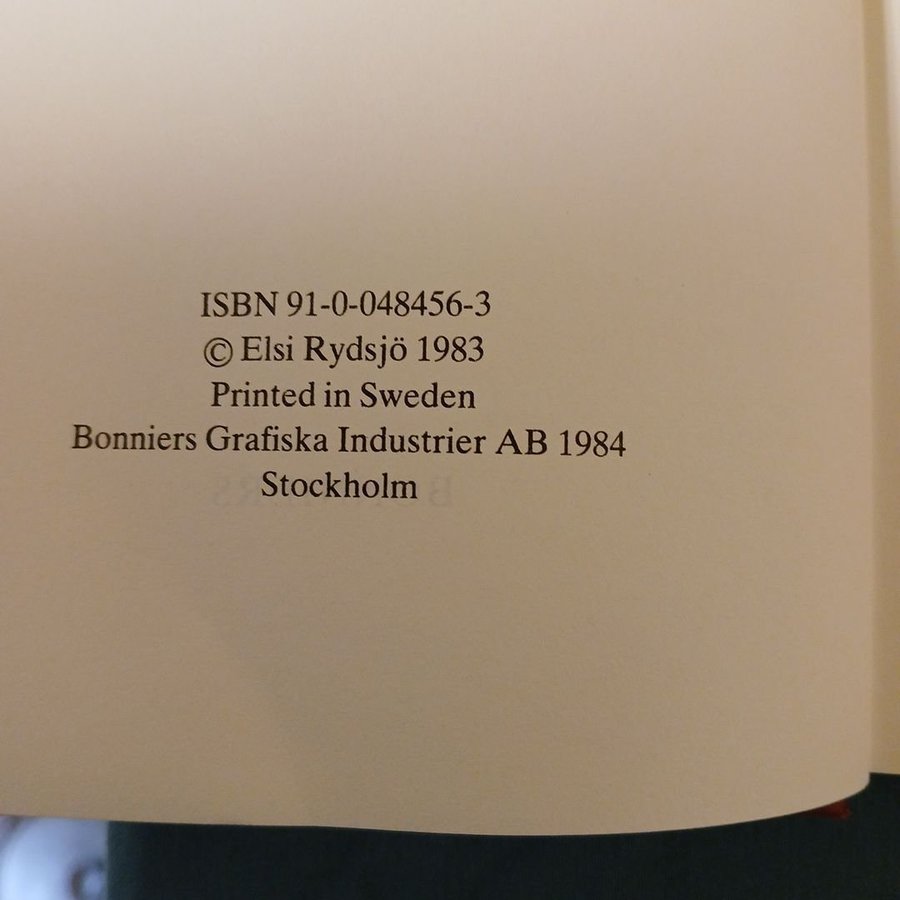 ISBN 91-0-048456-3
© Elsi Rydsjö 1983
Printed in Sweden
Bonniers Grafiska Industrier AB 1984
Stockholm